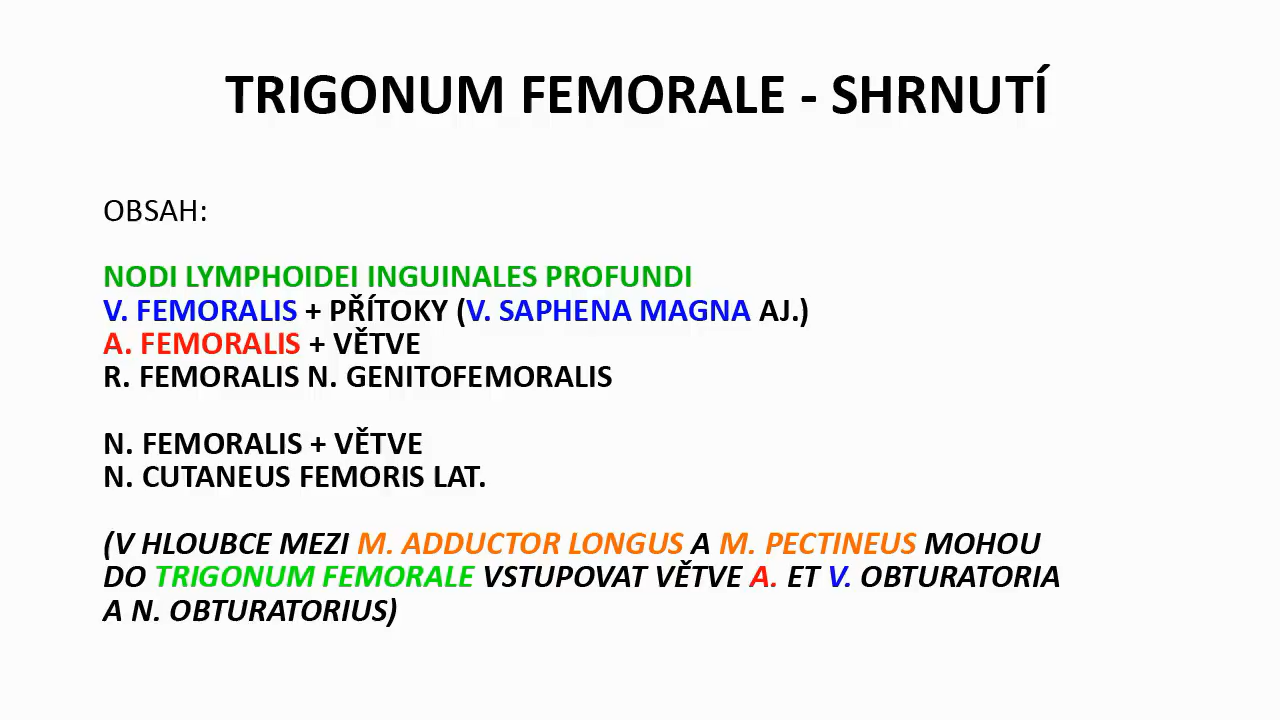 TRIGONUM FEMORALE - SHRNUTÍ
OBSAH:
NODI LYMPHOIDEI INGUINALES PROFUNDI
V. FEMORALIS + PŘÍTOKY (V. SAPHENA MAGNA AJ.)
A. FEMORALIS + VĚTVE
R. FEMORALIS N. GENITOFEMORALIS
N. FEMORALIS + VĚTVE
N. CUTANEUS FEMORIS LAT.
(V HLOUBCE MEZI M. ADDUCTOR LONGUS A M. PECTINEUS MOHOU
DO TRIGONUM FEMORALE VSTUPOVAT VĚTVE A. ET V. OBTURATORIA
A N. OBTURATORIUS)